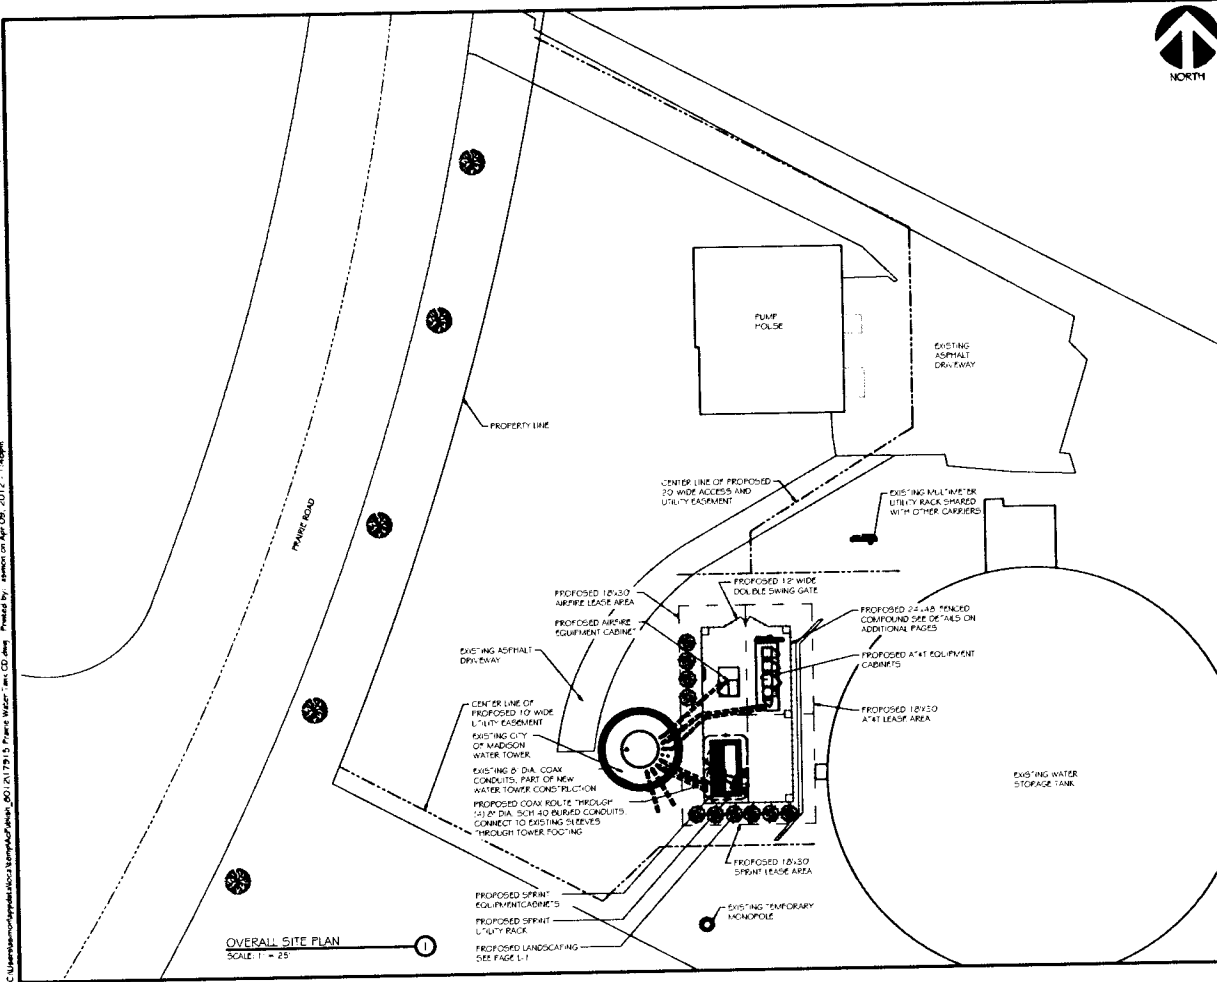 NORTH
PUMP
HOUSE
EXISTING
ASPHALT
DRIVEWAY
PROPERTY LINE
PRAIRIE ROAD
CENTER LINE OF PROPOSED
20' WIDE ACCESS AND
UTILITY EASEMENT
EXISTING MULTIMETER
UTILITY RACK SHARED
WITH OTHER CARRIERS
PROPOSED 12' WIDE
DOUBLE SWING GATE
PROPOSED 18'x30'
AIRFIRE LEASE AREA
PROPOSED AIRFIRE
EQUIPMENT CABINET
PROPOSED 24'x48' FENCED
COMPOUND SEE DETAILS ON
ADDITIONAL PAGES
PROPOSED AT&T EQUIPMENT
CABINETS
PROPOSED 18'x30'
AT&T LEASE AREA
EXISTING ASPHALT
DRIVEWAY
CENTER LINE OF
PROPOSED 10' WIDE
UTILITY EASEMENT
EXISTING CITY
OF MADISON
WATER TOWER
EXISTING 8" DIA. COAX
CONDUITS, PART OF NEW
WATER TOWER CONSTRUCTION
PROPOSED COAX ROUTE THROUGH
(4) 8" DIA. SCH 40 BURIED CONDUITS.
CONNECT TO EXISTING SLEEVES
THROUGH TOWER FOOTING
EXISTING WATER
STORAGE TANK
PROPOSED 18'x30'
SPRINT LEASE AREA
PROPOSED SPRINT
EQUIPMENTCABINETS
PROPOSED SPRINT
UTILITY RACK
PROPOSED LANDSCAPING
SEE PAGE L-1
EXISTING TEMPORARY
MONOPOLE
OVERALL SITE PLAN
SCALE: 1" = 25'
1